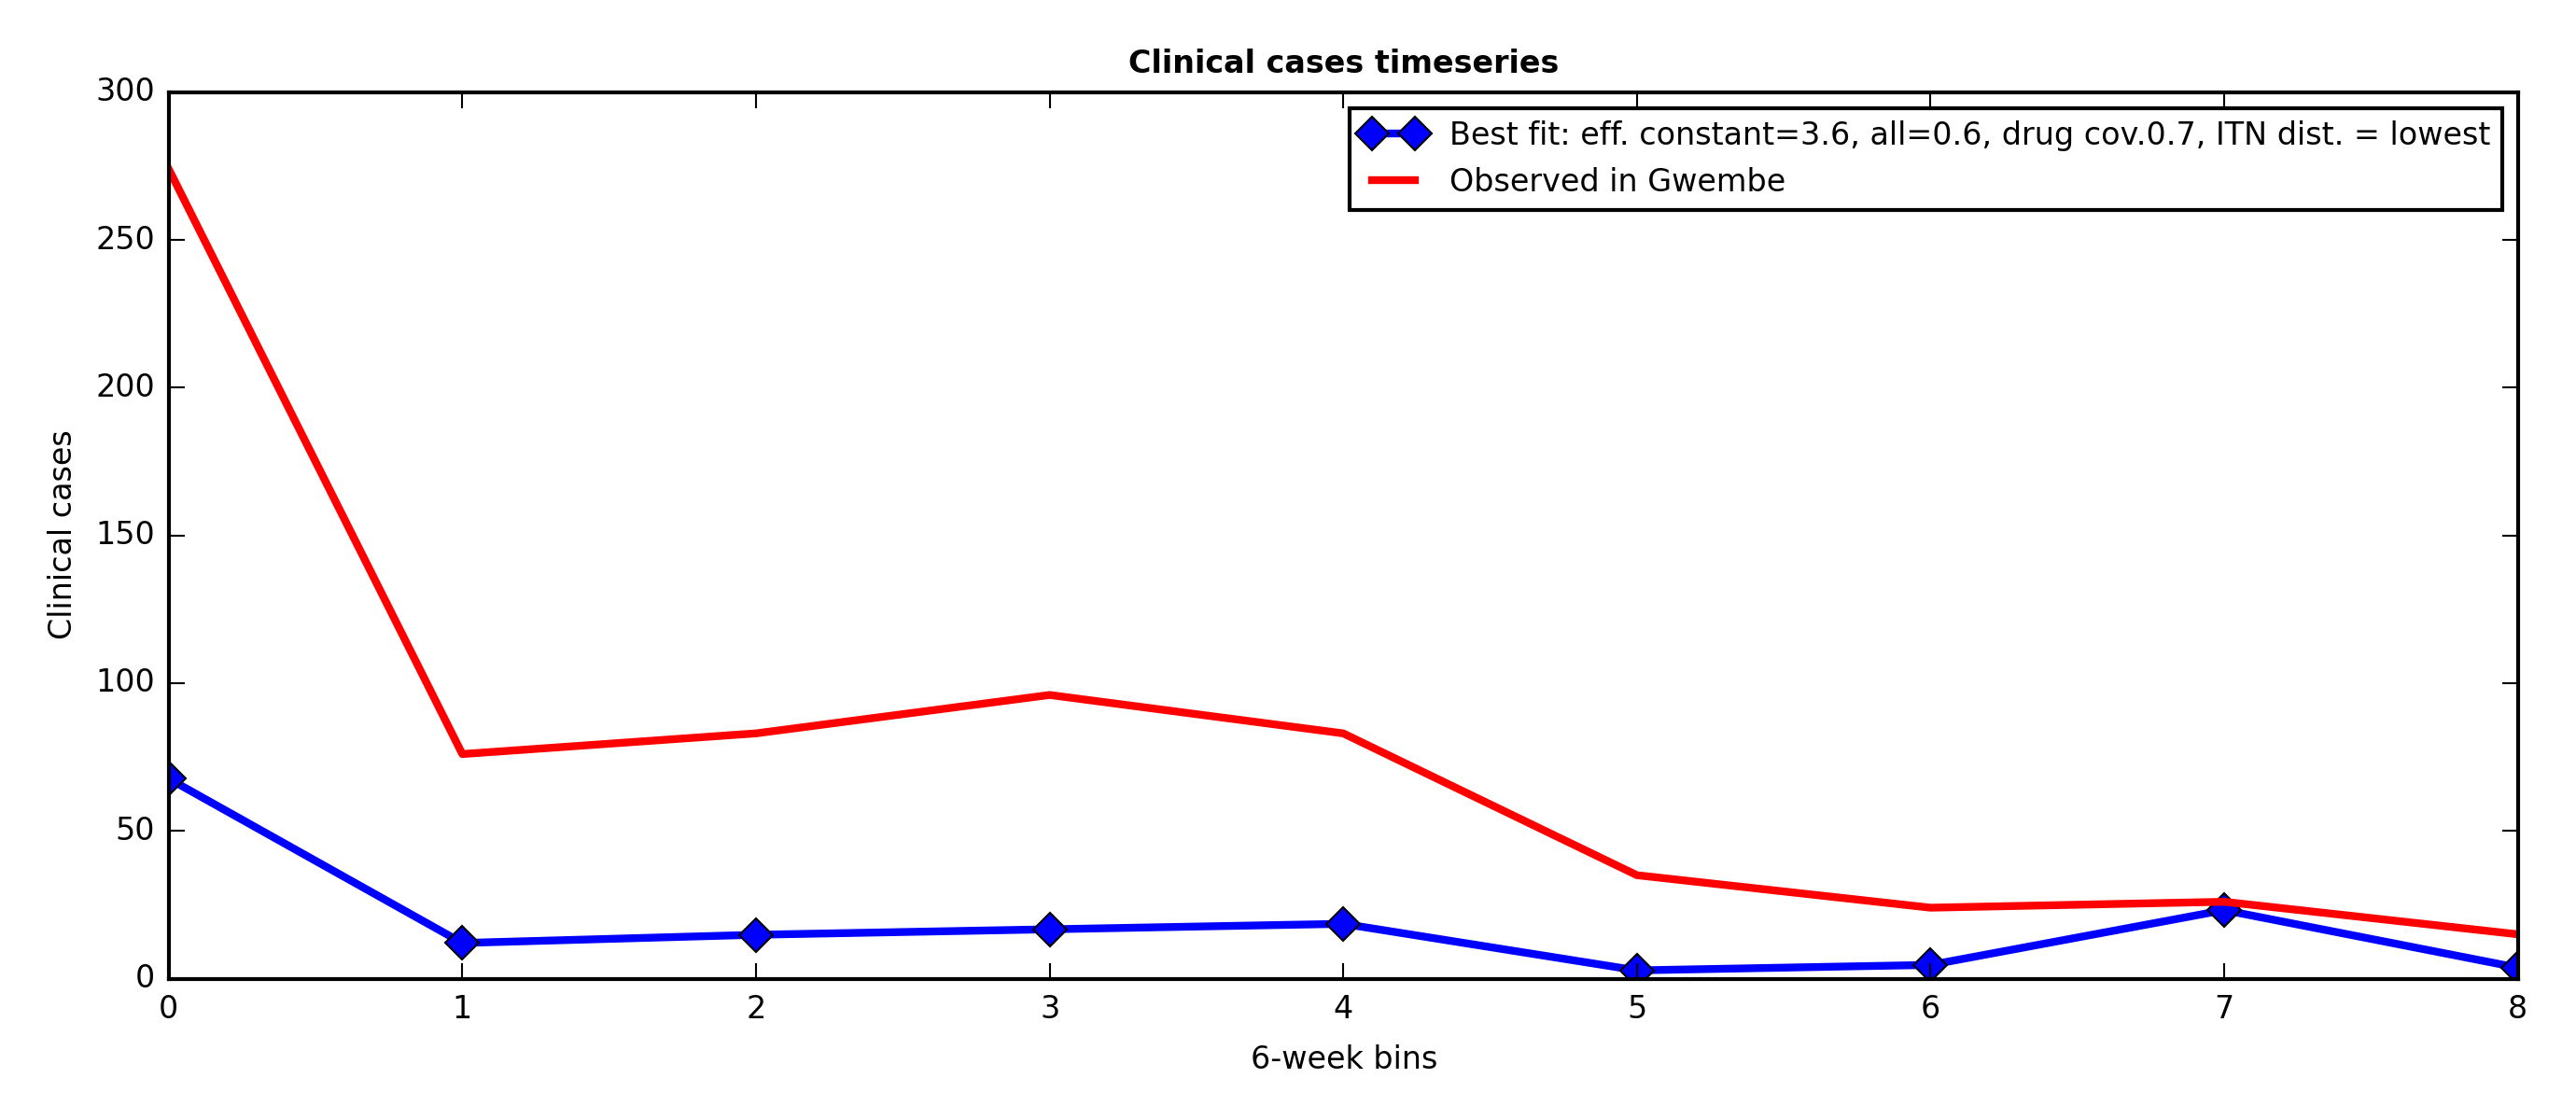 Clinical cases timeseries
300
250
200
150
100
50
0
Clinical cases
Best fit: eff. constant=3.6, all=0.6, drug cov.0.7, ITN dist. = lowest
Observed in Gwembe
0 1 2 3 4 5 6 7 8
6-week bins